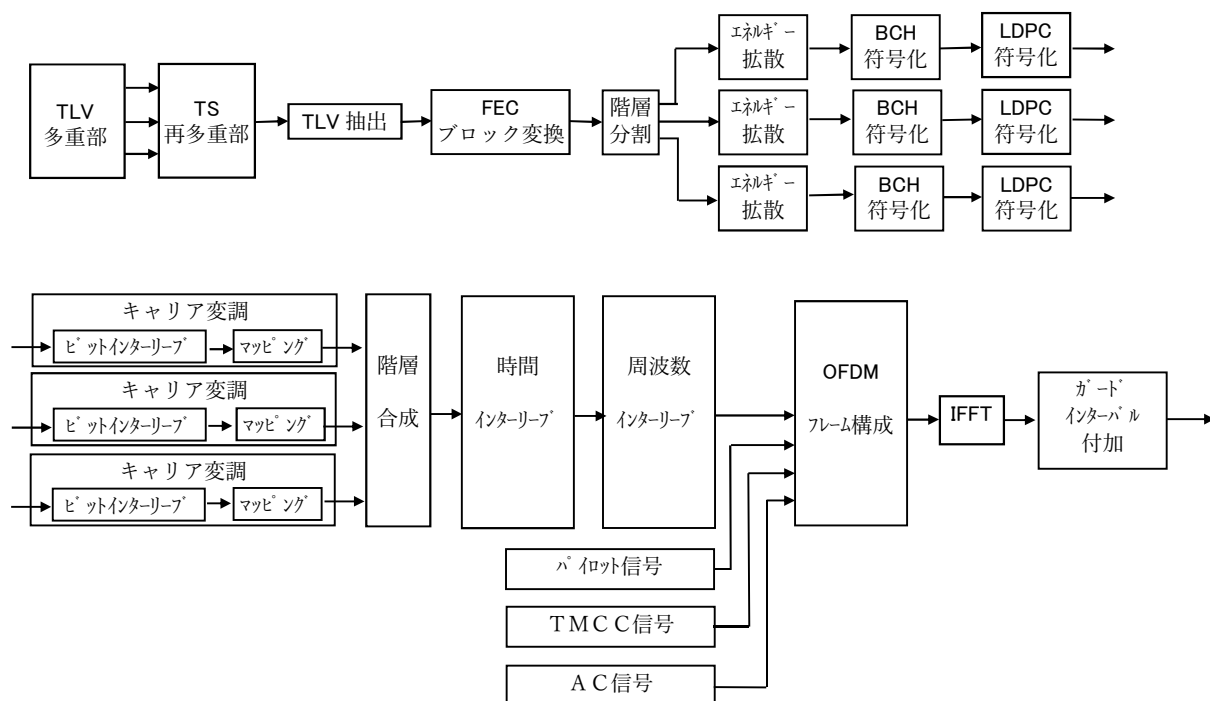 TLV
多重部
TS
再多重部
TLV 抽出
FEC
ブロック変換
階層
分割
ｴﾈﾙｷﾞｰ
拡散
BCH
符号化
LDPC
符号化
ｴﾈﾙｷﾞｰ
拡散
BCH
符号化
LDPC
符号化
ｴﾈﾙｷﾞｰ
拡散
BCH
符号化
LDPC
符号化
キャリア変調
ﾋﾞｯﾄｲﾝﾀｰﾘｰﾌﾞ
ﾏｯﾋﾟﾝｸﾞ
キャリア変調
ﾋﾞｯﾄｲﾝﾀｰﾘｰﾌﾞ
ﾏｯﾋﾟﾝｸﾞ
キャリア変調
ﾋﾞｯﾄｲﾝﾀｰﾘｰﾌﾞ
ﾏｯﾋﾟﾝｸﾞ
階層
合成
時間
ｲﾝﾀｰﾘｰﾌﾞ
周波数
ｲﾝﾀｰﾘｰﾌﾞ
OFDM
ﾌﾚｰﾑ構成
IFFT
ｶﾞｰﾄﾞ
ｲﾝﾀｰﾊﾞﾙ
付加
ﾊﾟｲﾛｯﾄ信号
ＴＭＣＣ信号
ＡＣ信号